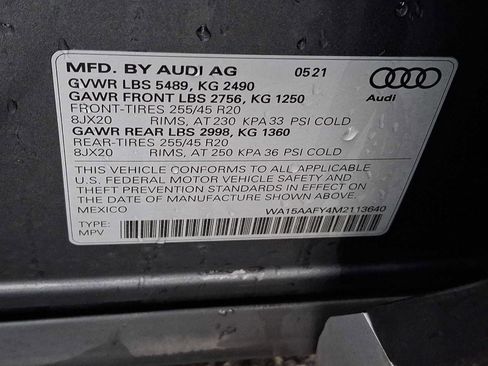 MFD. BY AUDI AG 05 21
GVWR LBS 5489, KG 2490
GAWR FRONT LBS 2756, KG 1250
FRONT-TIRES 255/45 R20
8JX20 RIMS, AT 230 KPA 33 PSI COLD
GAWR REAR LBS 2998, KG 1360
REAR-TIRES 255/45 R20
8JX20 RIMS, AT 250 KPA 36 PSI COLD
THIS VEHICLE CONFORMS TO ALL APPLICABLE
U.S. FEDERAL MOTOR VEHICLE SAFETY AND
THEFT PREVENTION STANDARDS IN EFFECT ON
THE DATE OF MANUFACTURE SHOWN ABOVE.
MEXICO WA15AAFY4M2113640
TYPE:
MPV
Audi